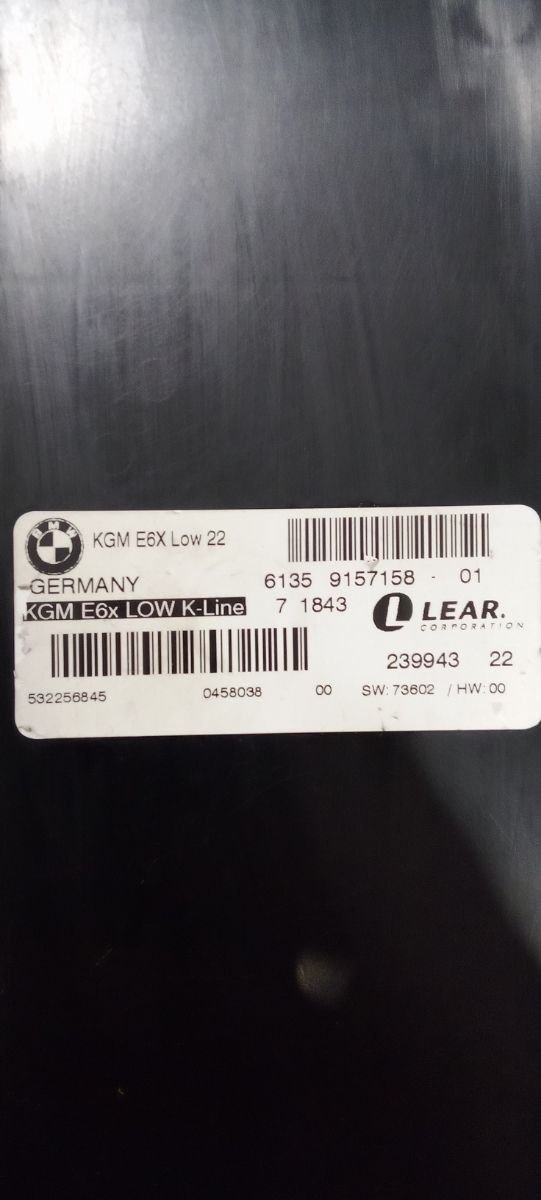 BMW
KGM E6X Low 22
GERMANY
6135 9157158 - 01
KGM E6x LOW K-Line
7 1843
LEAR.
CORPORATION
239943 22
532256845 0458038 00 SW: 73602 / HW: 00